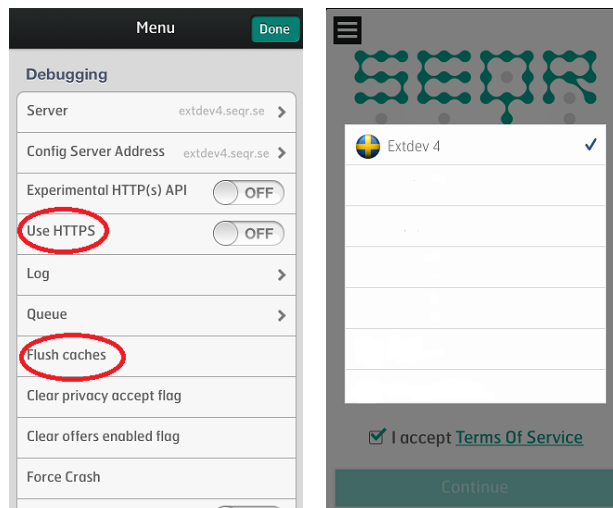 Menu
Done
Debugging
Server extdev4.seqr.se
Config Server Address extdev4.seqr.se
Experimental HTTP(s) API OFF
Use HTTPS OFF
Log
Queue
Flush caches
Clear privacy accept flag
Clear offers enabled flag
Force Crash
SEQR
Extdev 4
I accept Terms Of Service
Continue